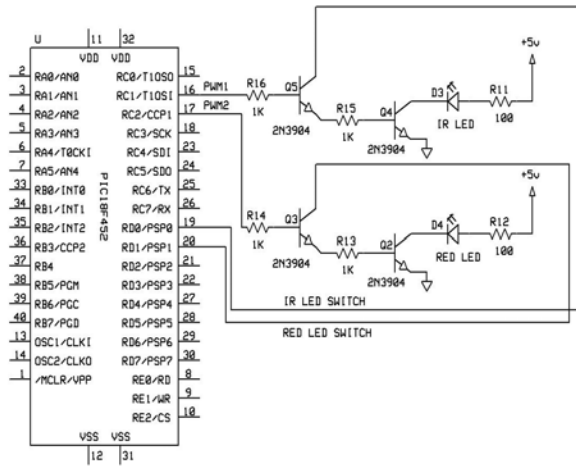 U
11 32
VDD VDD
2 RA0/AN0 RC0/T1OSO 15
3 RA1/AN1 RC1/T1OSI 16 PWM1
4 RA2/AN2 RC2/CCP1 17 PWM2
5 RA3/AN3 RC3/SCK 18
6 RA4/T0CKI RC4/SDI 23
7 RA5/AN4 RC5/SDO 24
33 RB0/INT0 RC6/TX 25
34 RB1/INT1 RC7/RX 26
35 RB2/INT2 RD0/PSP0 19
36 RB3/CCP2 RD1/PSP1 20
37 RB4 RD2/PSP2 21
38 RB5/PGM RD3/PSP3 22
39 RB6/PGC RD4/PSP4 27
40 RB7/PGD RD5/PSP5 28
13 OSC1/CLKI RD6/PSP6 29
14 OSC2/CLKO RD7/PSP7 30
1 /MCLR/VPP RE0/RD 8
RE1/WR 9
RE2/CS 10
VSS VSS
12 31
PIC18F452
R16
1K
Q5
2N3904
R15
1K
Q4
2N3904
D3
IR LED
R11
100
+5v
R14
1K
Q3
2N3904
R13
1K
Q2
2N3904
D4
RED LED
R12
100
+5v
IR LED SWITCH
RED LED SWITCH